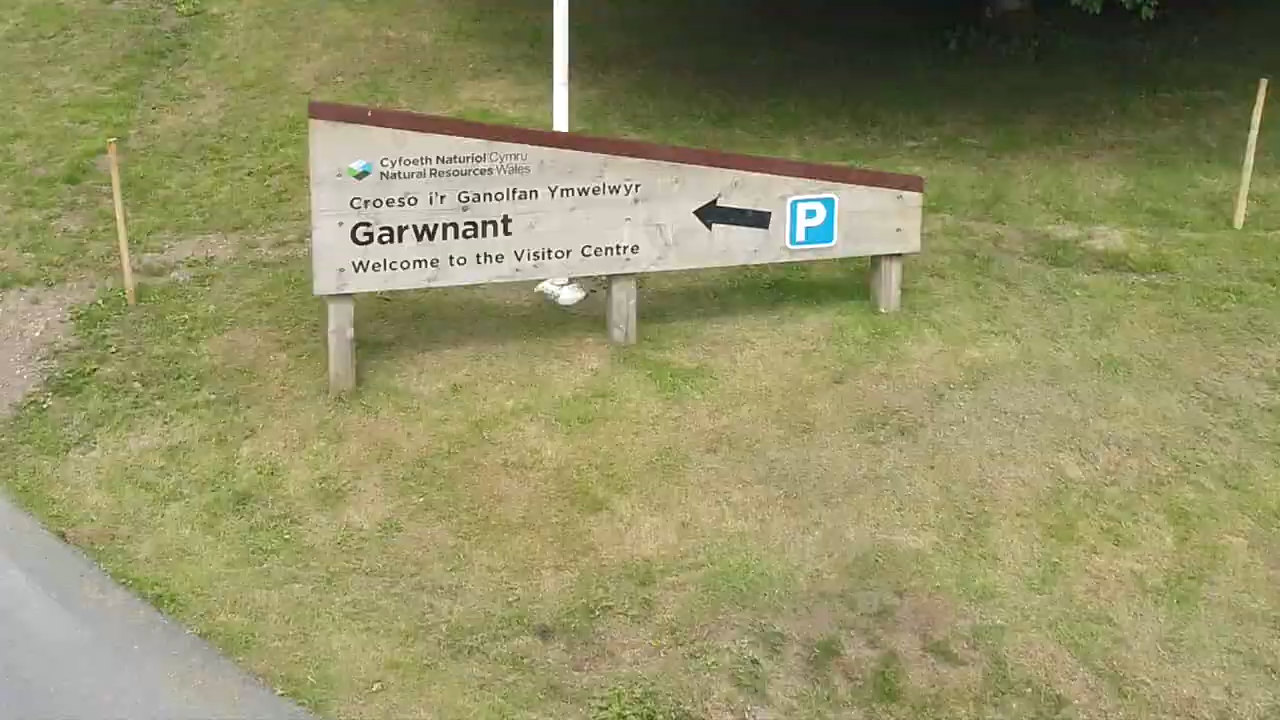 Cyfoeth Naturiol Cymru
Natural Resources Wales
Croeso i'r Ganolfan Ymwelwyr
Garwnant
Welcome to the Visitor Centre
P